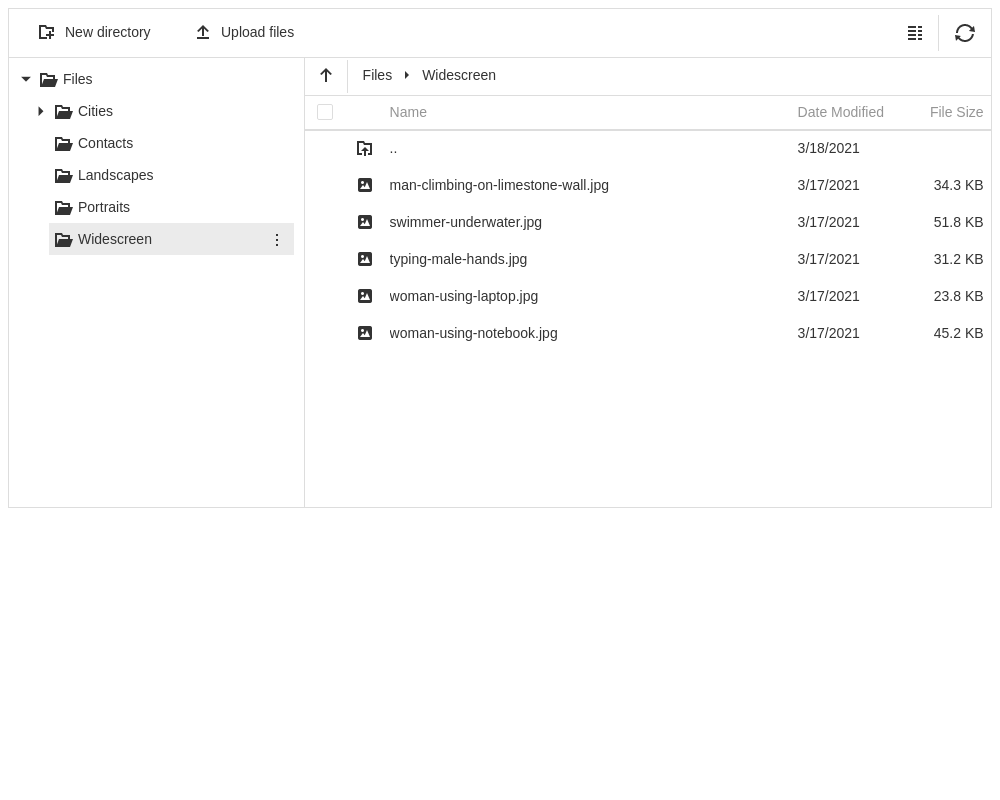 New directory
Upload files
Files
Cities
Contacts
Landscapes
Portraits
Widescreen
Files Widescreen
Name Date Modified File Size
.. 3/18/2021
man-climbing-on-limestone-wall.jpg 3/17/2021 34.3 KB
swimmer-underwater.jpg 3/17/2021 51.8 KB
typing-male-hands.jpg 3/17/2021 31.2 KB
woman-using-laptop.jpg 3/17/2021 23.8 KB
woman-using-notebook.jpg 3/17/2021 45.2 KB